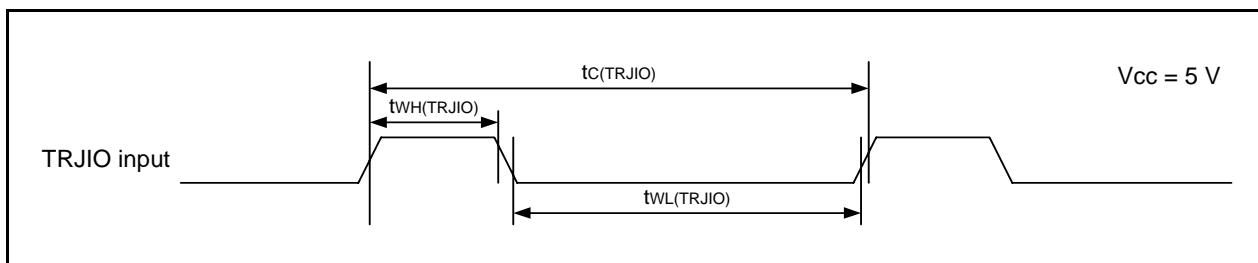 tC(TRJIO)
Vcc = 5 V
tWH(TRJIO)
TRJIO input
tWL(TRJIO)